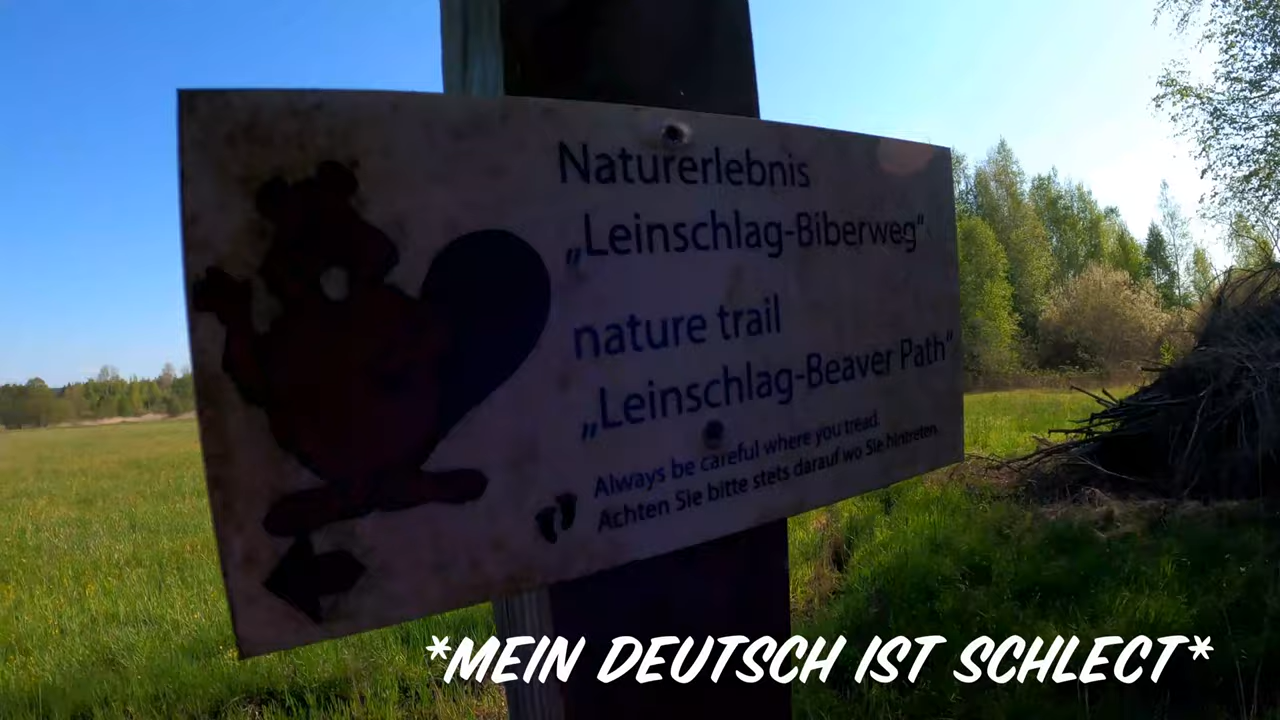 Naturerlebnis
„Leinschlag-Biberweg“
nature trail
„Leinschlag-Beaver Path“
Always be careful where you tread.
Achten Sie bitte stets darauf wo Sie hintreten.
*MEIN DEUTSCH IST SCHLECT*